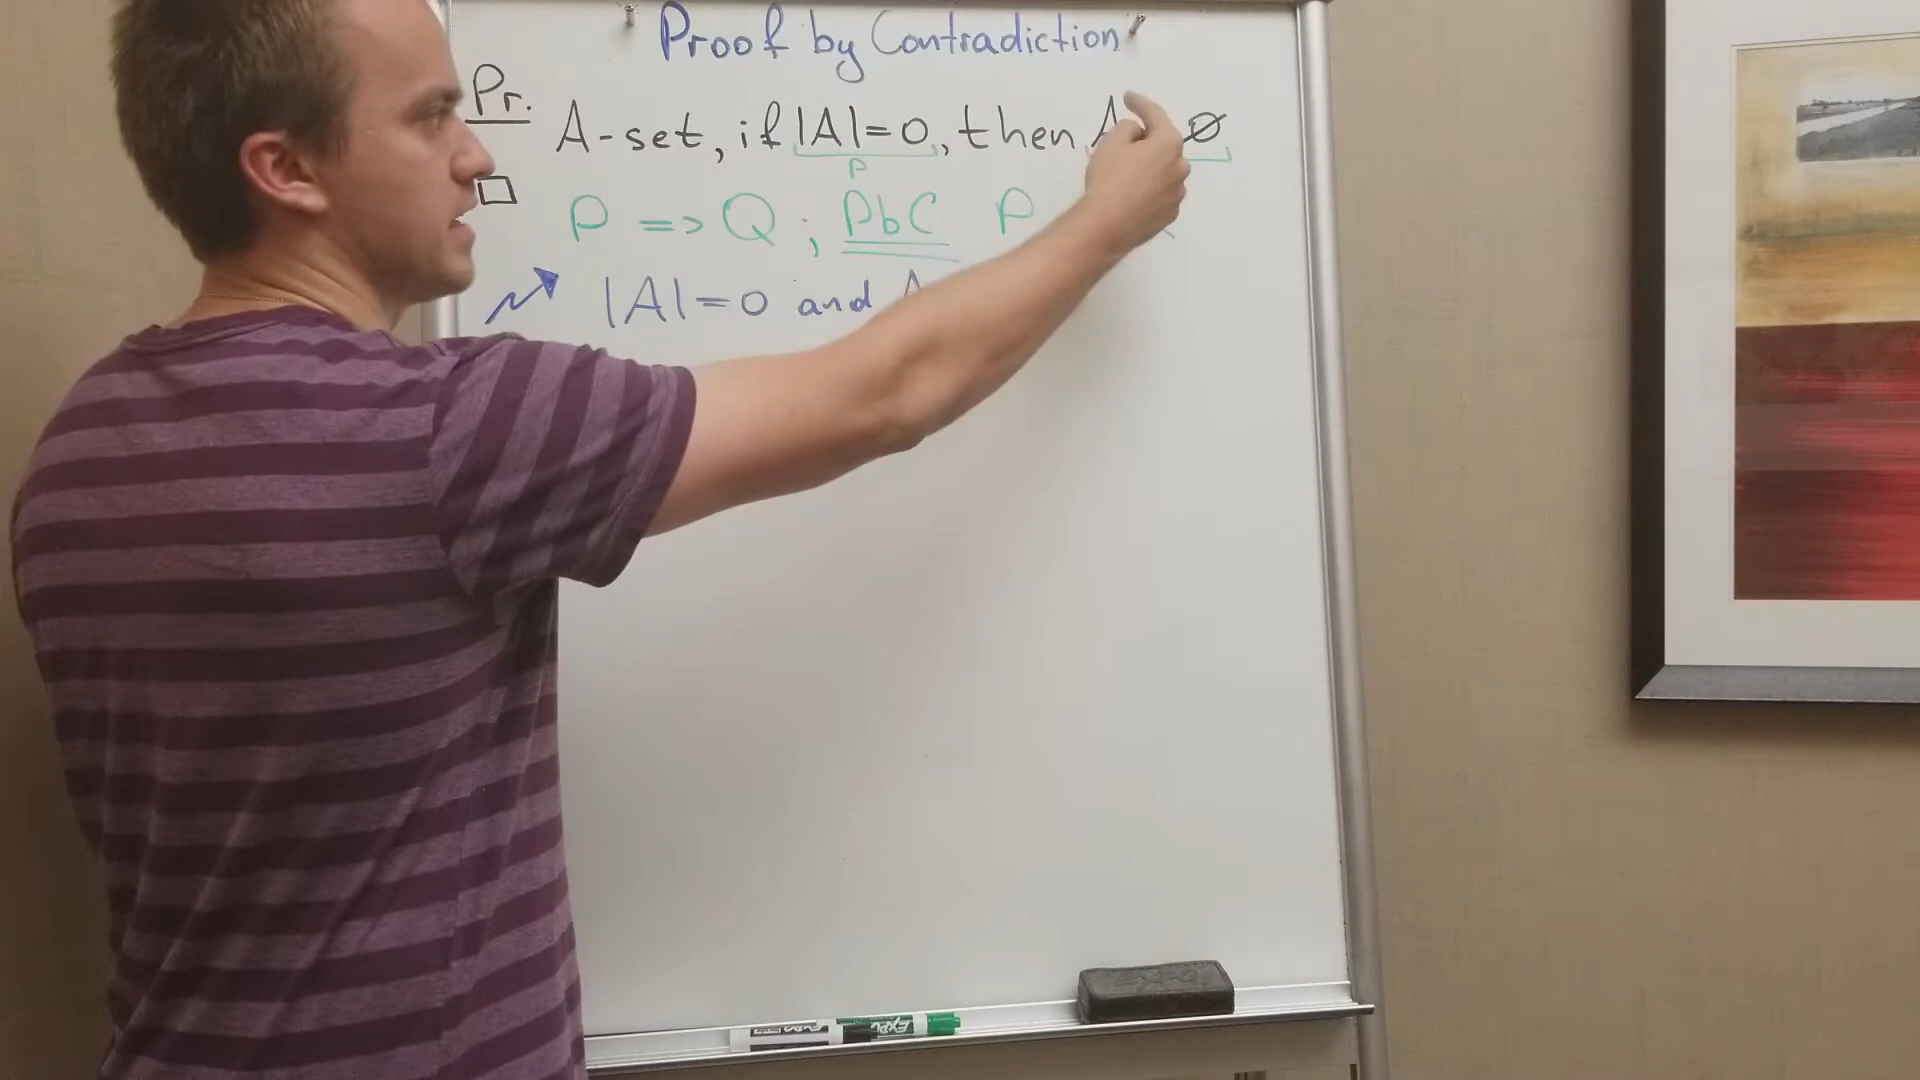 Proof by Contradiction
Pr. A-set, if |A|=0, then A ∅
P
P => Q ; PbC P
|A|=0 and A
EXPO